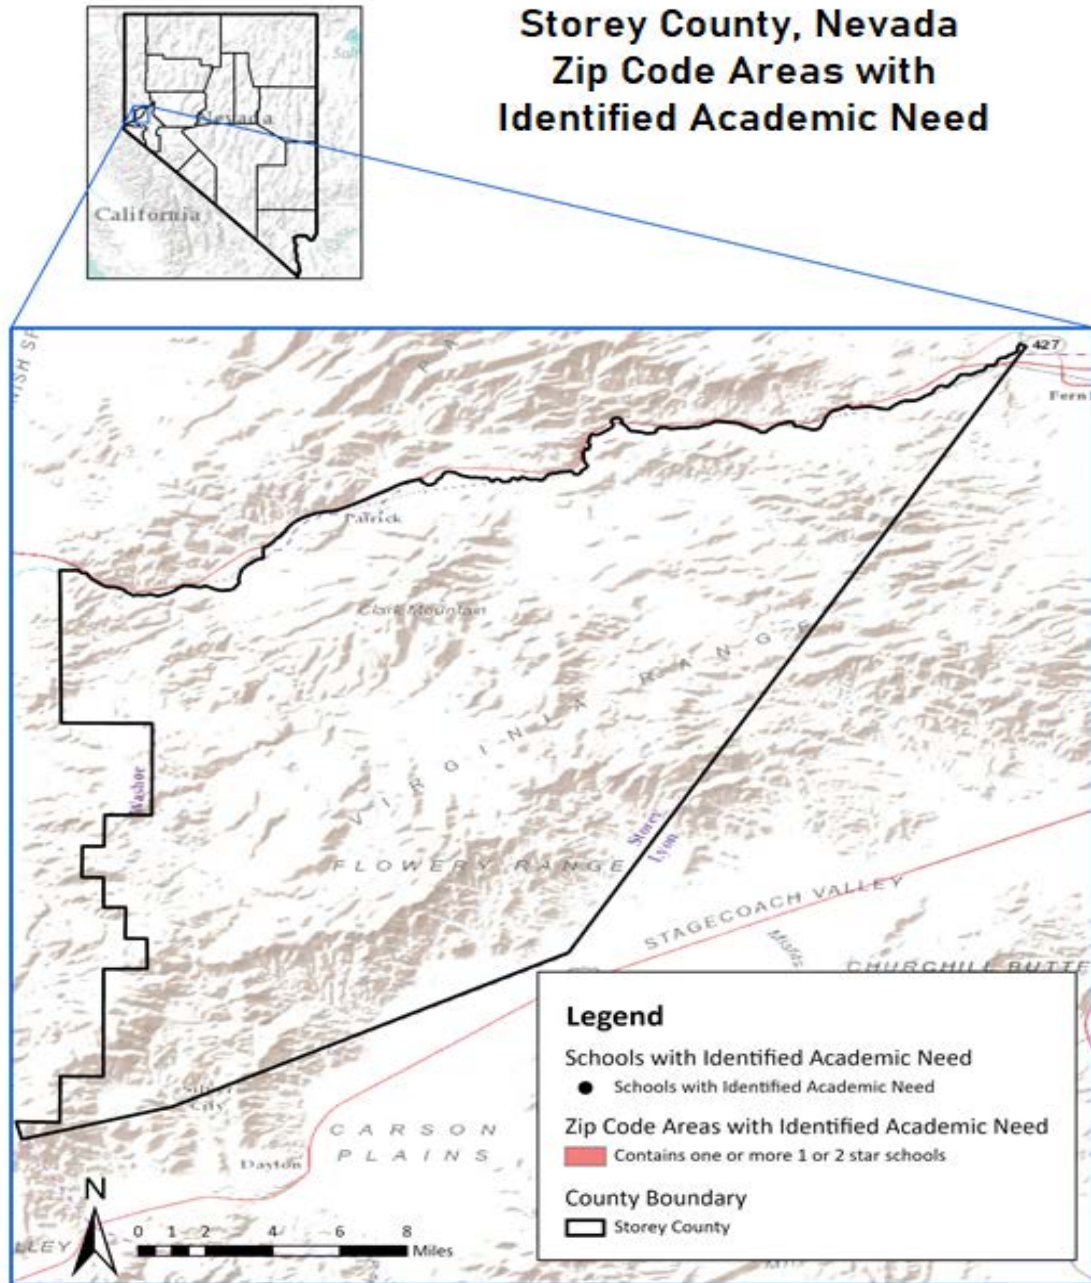 Storey County, Nevada
Zip Code Areas with
Identified Academic Need
Nevada
California
427
Patrick
Clark Mountain
VIRGINIA RANGE
Washoe
Storey
Lyon
FLOWERY RANGE
STAGECOACH VALLEY
CHURCHILL BUTTE
City
CARSON
PLAINS
Dayton
N
0 1 2 4 6 8
Miles
Legend
Schools with Identified Academic Need
Schools with Identified Academic Need
Zip Code Areas with Identified Academic Need
Contains one or more 1 or 2 star schools
County Boundary
Storey County